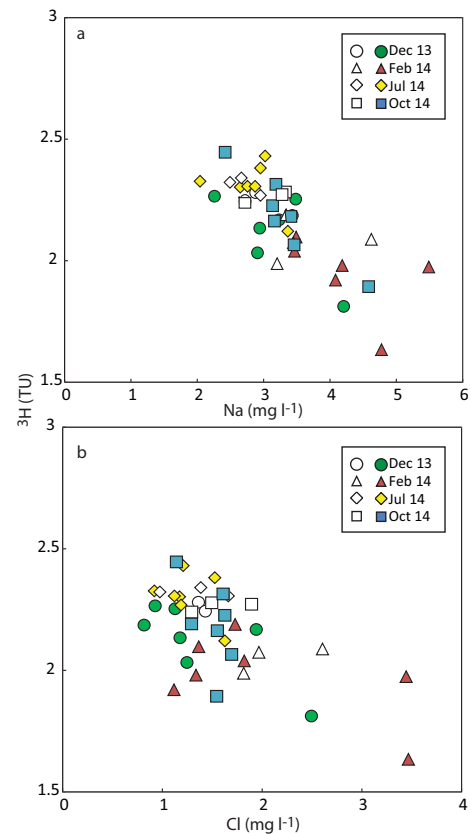 3
a
Dec 13
Feb 14
Jul 14
Oct 14
2.5
2
1.5
0 1 2 3 4 5 6
Na (mg l-1)
3H (TU)
3
b
Dec 13
Feb 14
Jul 14
Oct 14
2.5
2
1.5
0 1 2 3 4
Cl (mg l-1)